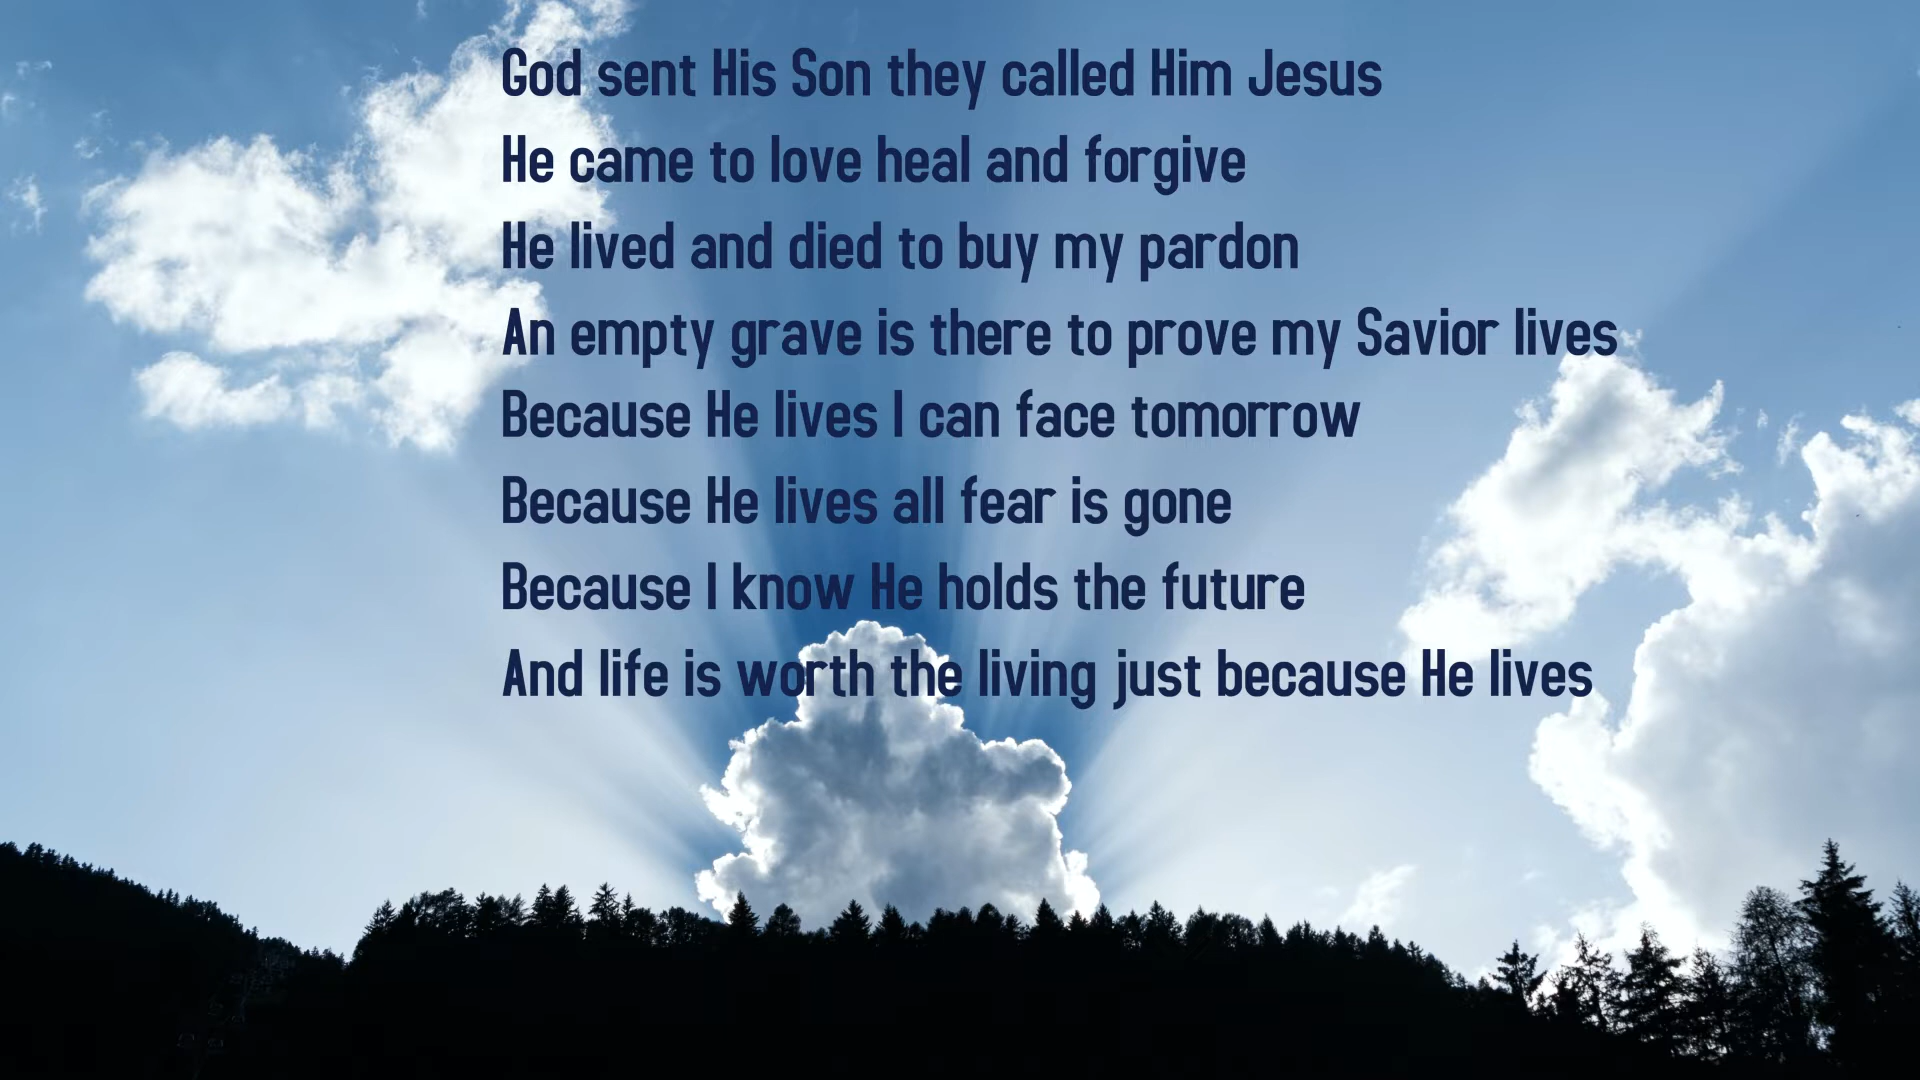 God sent His Son they called Him Jesus
He came to love heal and forgive
He lived and died to buy my pardon
An empty grave is there to prove my Savior lives
Because He lives I can face tomorrow
Because He lives all fear is gone
Because I know He holds the future
And life is worth the living just because He lives